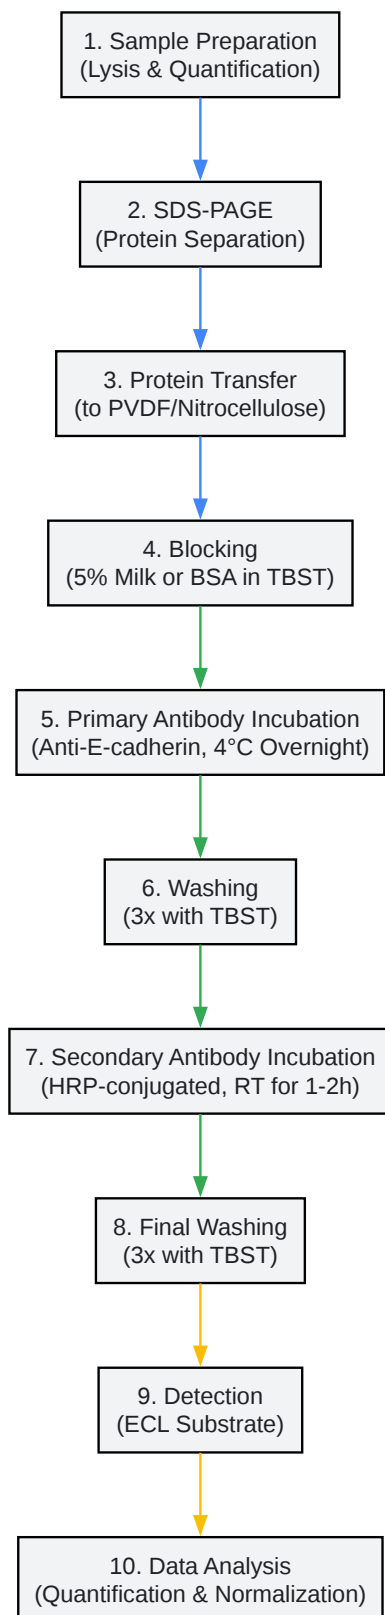 1. Sample Preparation
(Lysis & Quantification)
2. SDS-PAGE
(Protein Separation)
3. Protein Transfer
(to PVDF/Nitrocellulose)
4. Blocking
(5% Milk or BSA in TBST)
5. Primary Antibody Incubation
(Anti-E-cadherin, 4°C Overnight)
6. Washing
(3x with TBST)
7. Secondary Antibody Incubation
(HRP-conjugated, RT for 1-2h)
8. Final Washing
(3x with TBST)
9. Detection
(ECL Substrate)
10. Data Analysis
(Quantification & Normalization)